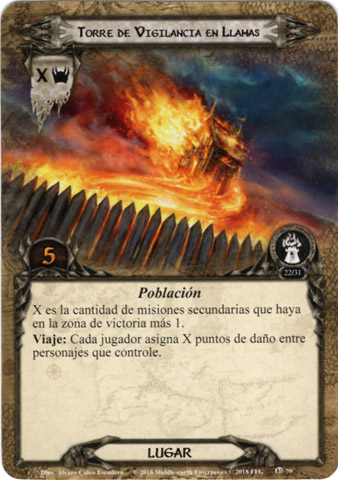 Torre de Vigilancia en Llamas
X
5
22/31
Población
X es la cantidad de misiones secundarias que haya
en la zona de victoria más 1.
Viaje: Cada jugador asigna X puntos de daño entre
personajes que controle.
LUGAR
Ilus. Álvaro Calvo Escudero © 2018 Middle-earth Enterprises © 2018 FFG